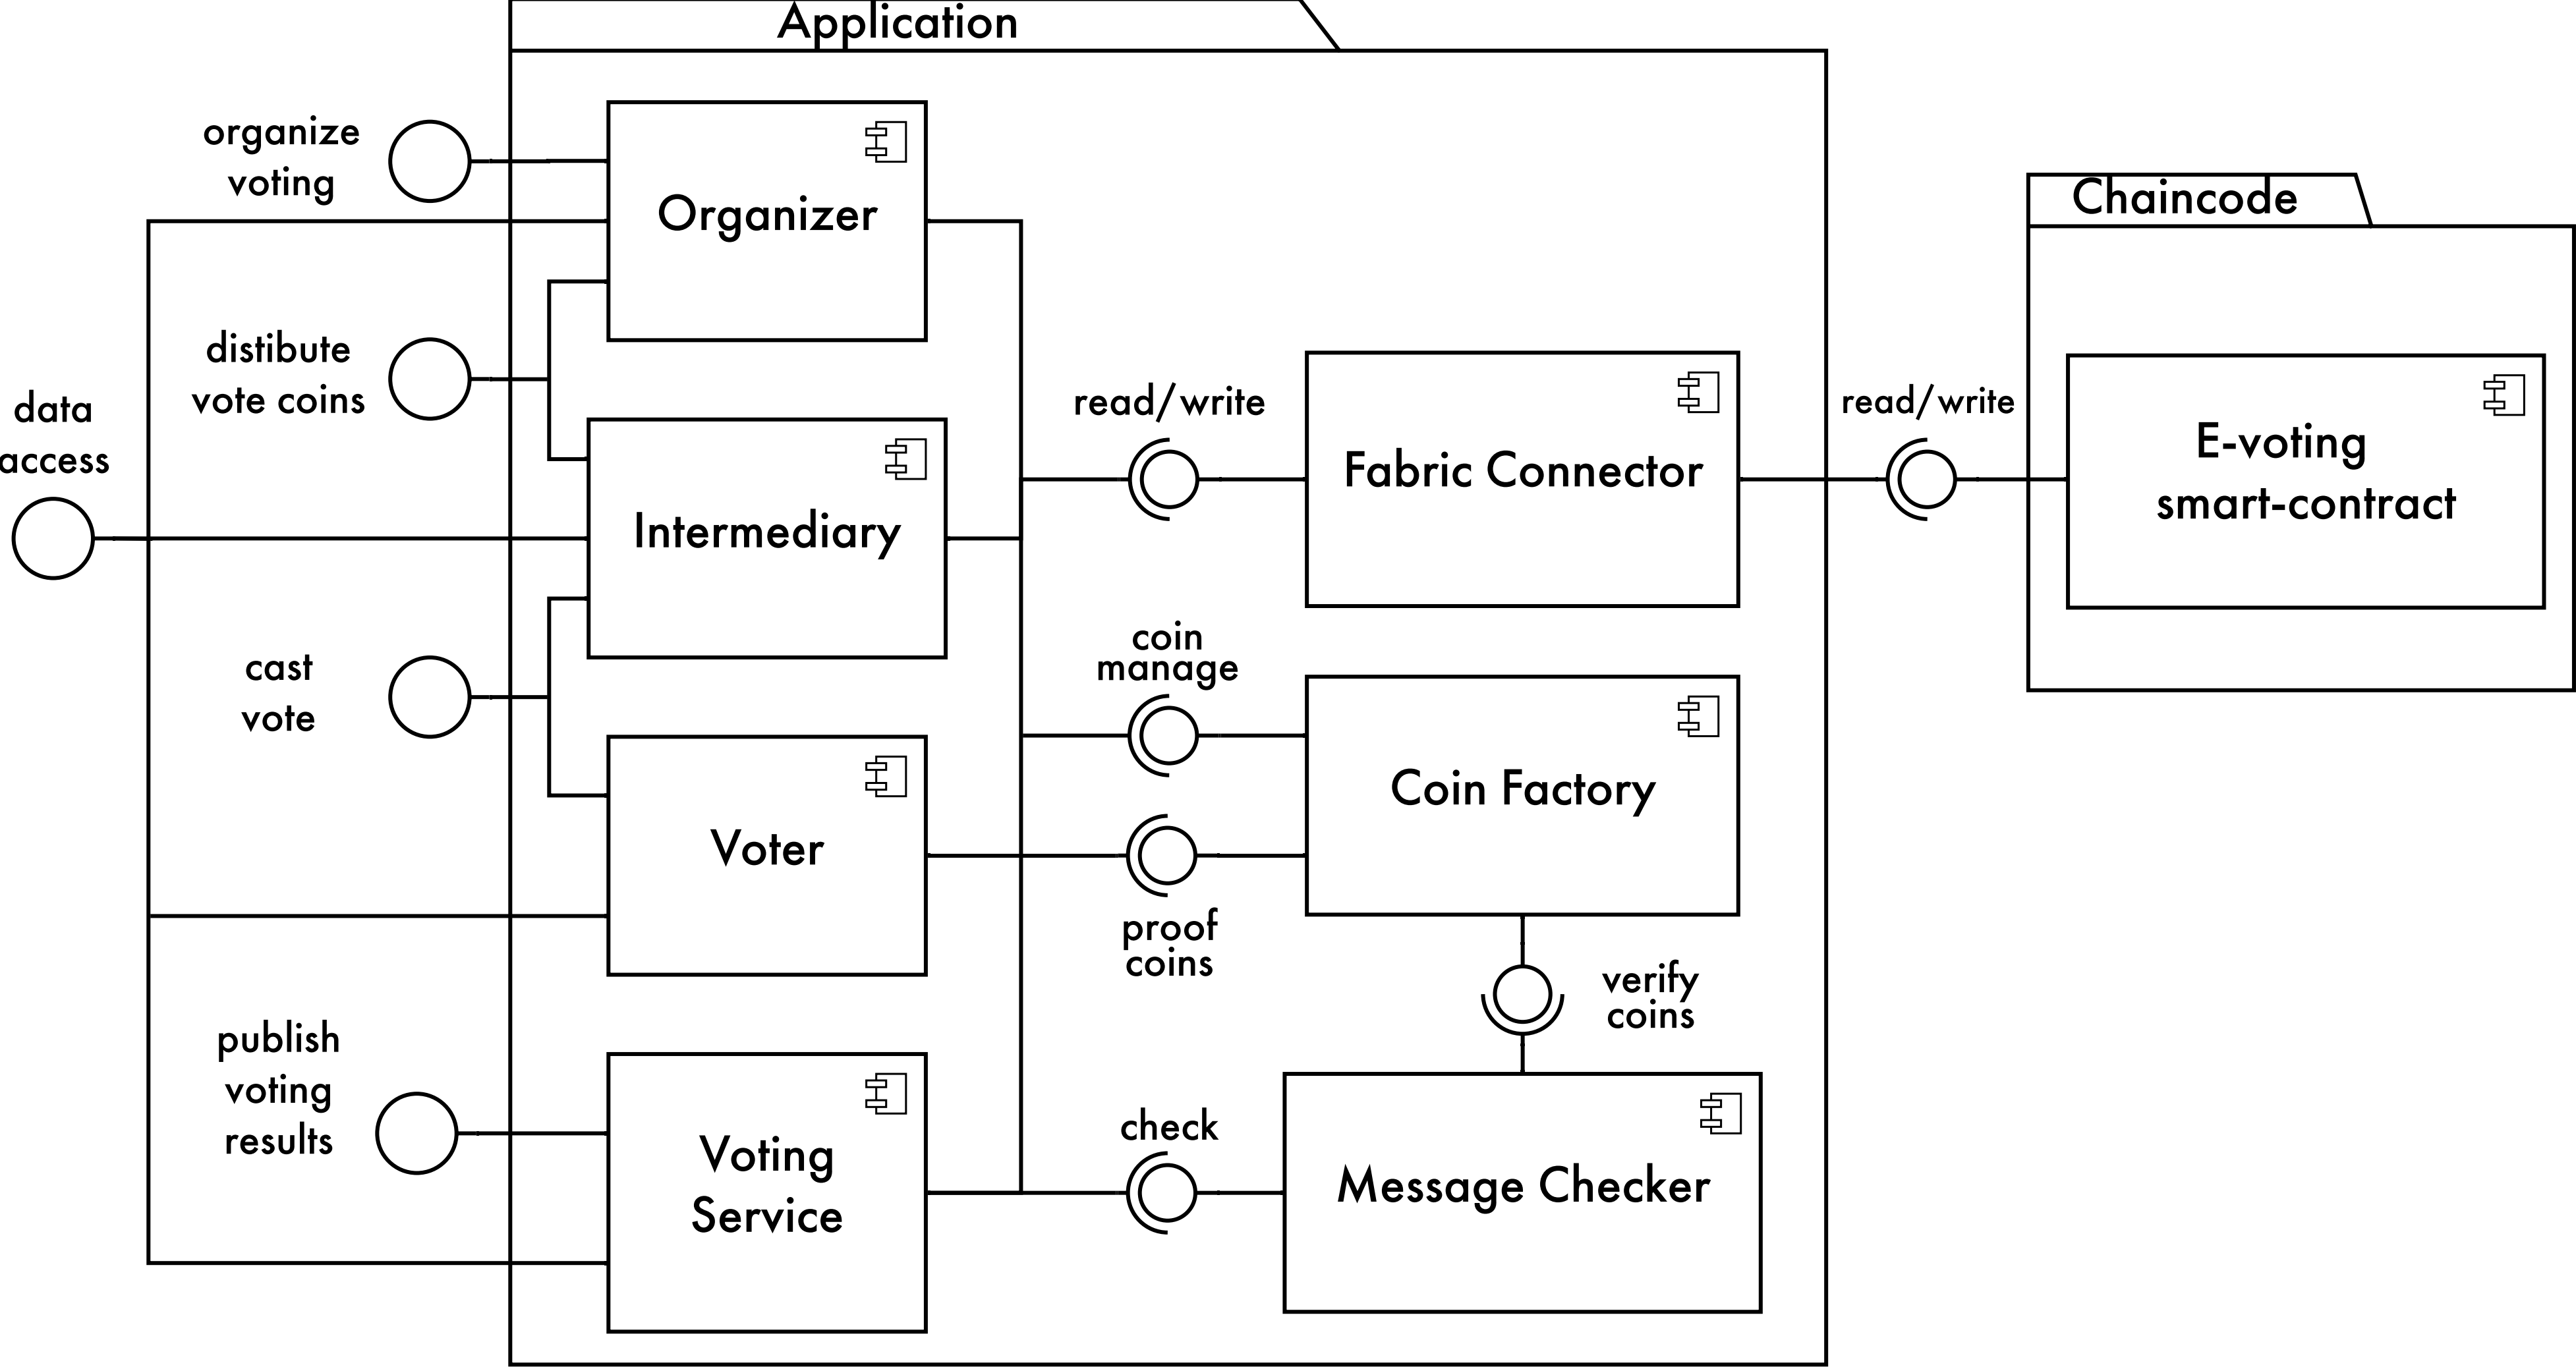 Application
organize
voting
Organizer
Chaincode
distibute
vote coins
data
access
read/write
Fabric Connector
read/write
E-voting
smart-contract
Intermediary
cast
vote
coin
manage
Coin Factory
Voter
proof
coins
verify
coins
publish
voting
results
Voting
Service
check
Message Checker